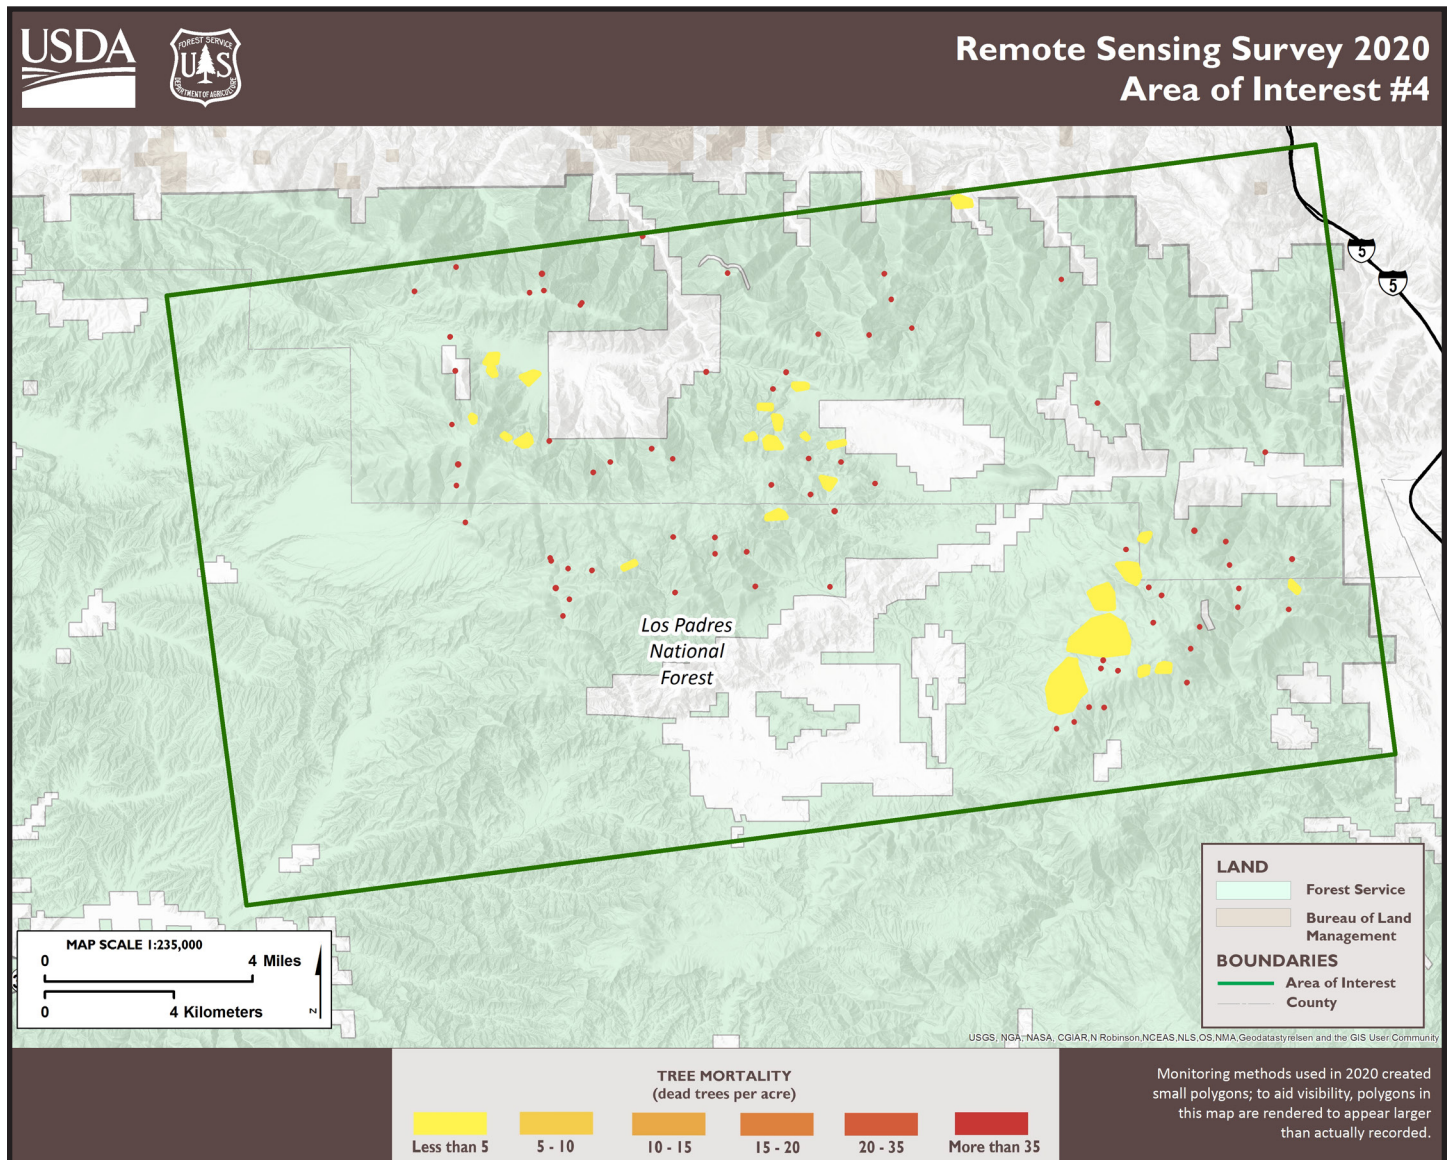 USDA
FOREST SERVICE
U S
DEPARTMENT OF AGRICULTURE
Remote Sensing Survey 2020
Area of Interest #4
5
5
Los Padres
National
Forest
LAND
Forest Service
Bureau of Land
Management
BOUNDARIES
Area of Interest
County
MAP SCALE 1:235,000
0 4 Miles
0 4 Kilometers
N
USGS, NGA, NASA, CGIAR,N Robinson,NCEAS,NLS,OS,NMA,Geodatastyrelsen and the GIS User Community
TREE MORTALITY
(dead trees per acre)
Less than 5
5 - 10
10 - 15
15 - 20
20 - 35
More than 35
Monitoring methods used in 2020 created
small polygons; to aid visibility, polygons in
this map are rendered to appear larger
than actually recorded.